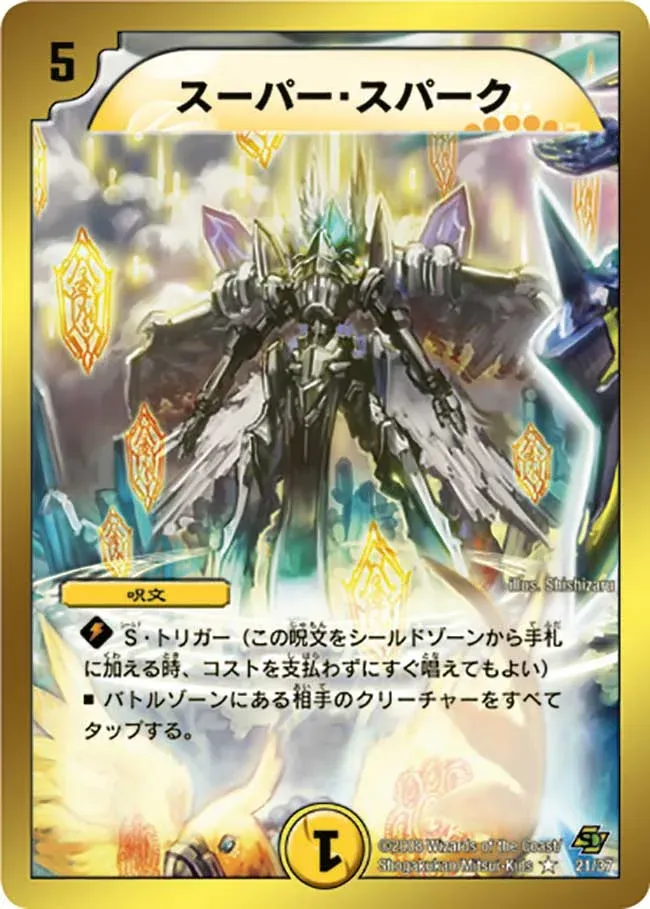 5
スーパー・スパーク
illus. Shishizaru
呪文
S・トリガー（この呪文をシールドゾーンから手札
に加える時、コストを支払わずにすぐ唱えてもよい）
■ バトルゾーンにある相手のクリーチャーをすべて
タップする。
1
©2008 Wizards of the Coast/
Shogakukan/Mitsui-Kids ★ 21/37